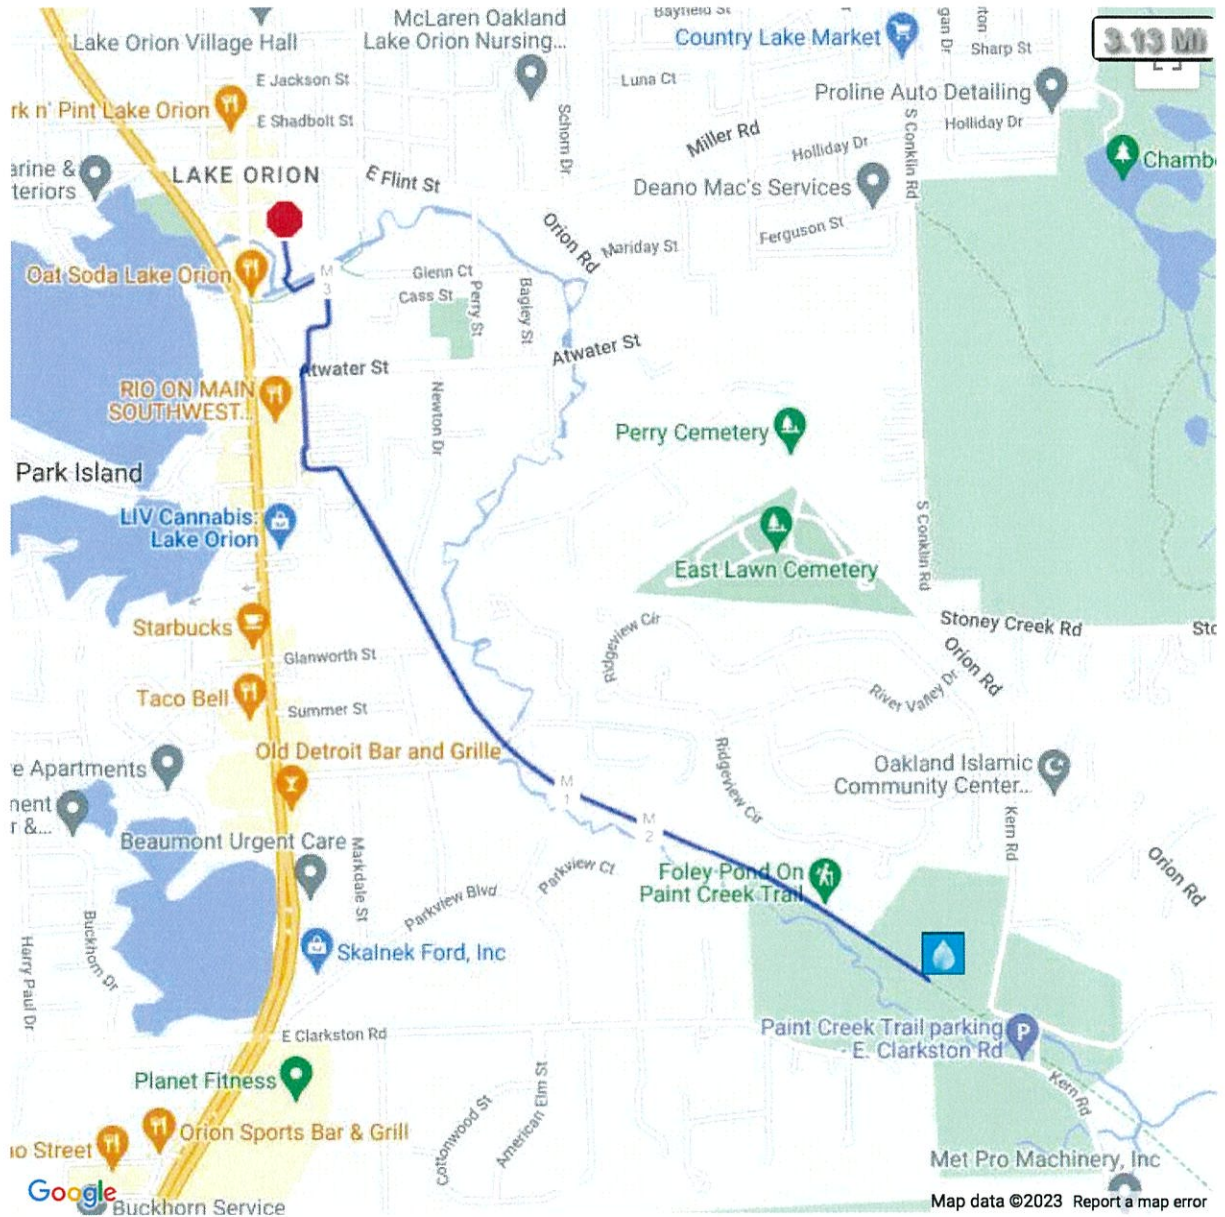 McLaren Oakland
Lake Orion Nursing...
Bayfield St
Lake Orion Village Hall
Country Lake Market
Sharp St
3.13 Mi
E Jackson St
Luna Ct
Proline Auto Detailing
rk n' Pint Lake Orion
E Shadbolt St
Schorn Dr
Miller Rd
S Conklin Rd
Holliday Dr
Holliday Dr
arine &
teriors
LAKE ORION
E Flint St
Deano Mac's Services
Chamb
Orion Rd
Mariday St
Ferguson St
Oat Soda Lake Orion
M
3
Glenn Ct
Cass St
Perry St
Bagley St
Atwater St
Atwater St
RIO ON MAIN
SOUTHWEST...
Newton Dr
Perry Cemetery
Park Island
LIV Cannabis:
Lake Orion
S Conklin Rd
East Lawn Cemetery
Starbucks
Ridgeview Cir
Stoney Creek Rd
Sto
Glanworth St
Orion Rd
Taco Bell
Summer St
River Valley Dr
Old Detroit Bar and Grille
e Apartments
Ridgeview Cir
Oakland Islamic
Community Center...
M
1
nent
r &...
M
2
Beaumont Urgent Care
Kern Rd
Markdale St
Parkview Ct
Foley Pond On
Paint Creek Trail
Orion Rd
Parkview Blvd
Buckhorn Dr
Harry Paul Dr
Skalnek Ford, Inc
E Clarkston Rd
Paint Creek Trail parking
- E. Clarkston Rd
P
Planet Fitness
Kern Rd
Cottonwood St
American Elm St
Orion Sports Bar & Grill
no Street
Met Pro Machinery, Inc
Google
Buckhorn Service
Map data ©2023 Report a map error